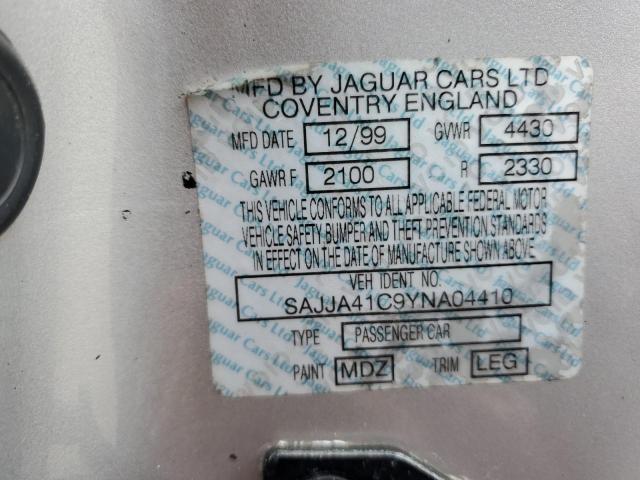 MFD BY JAGUAR CARS LTD
COVENTRY ENGLAND
MFD DATE 12/99 GVWR 4430
GAWR F 2100 R 2330
THIS VEHICLE CONFORMS TO ALL APPLICABLE FEDERAL MOTOR
VEHICLE SAFETY BUMPER AND THEFT PREVENTION STANDARDS
IN EFFECT ON THE DATE OF MANUFACTURE SHOWN ABOVE
VEH IDENT NO.
SAJJA41C9YNA04410
TYPE PASSENGER CAR
PAINT MDZ TRIM LEG